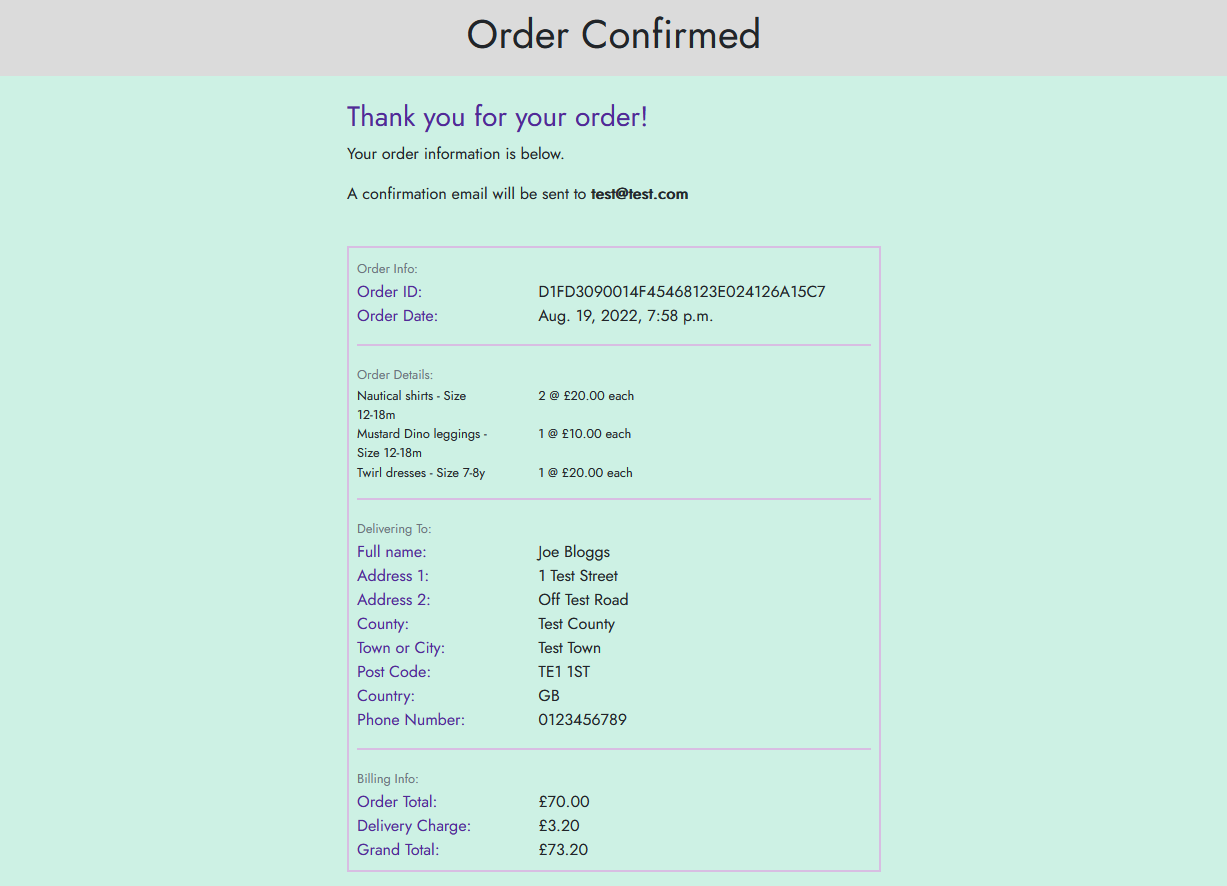 Order Confirmed
Thank you for your order!
Your order information is below.
A confirmation email will be sent to test@test.com
Order Info:
Order ID: D1FD3090014F45468123E024126A15C7
Order Date: Aug. 19, 2022, 7:58 p.m.
Order Details:
Nautical shirts - Size 2 @ £20.00 each
12-18m
Mustard Dino leggings - 1 @ £10.00 each
Size 12-18m
Twirl dresses - Size 7-8y 1 @ £20.00 each
Delivering To:
Full name: Joe Bloggs
Address 1: 1 Test Street
Address 2: Off Test Road
County: Test County
Town or City: Test Town
Post Code: TE1 1ST
Country: GB
Phone Number: 0123456789
Billing Info:
Order Total: £70.00
Delivery Charge: £3.20
Grand Total: £73.20